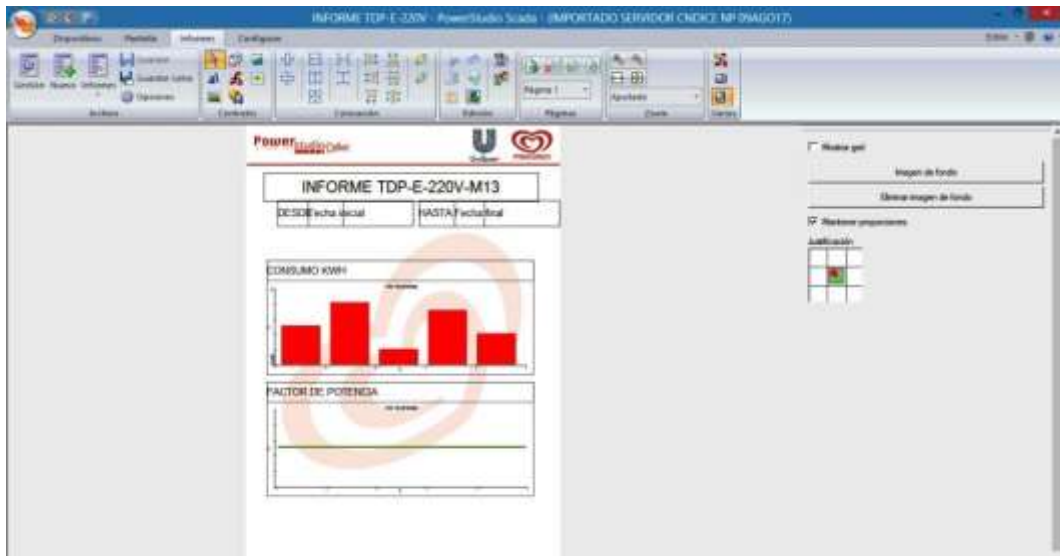 INFORME TDP-E-220V - PowerStudio Scada - (IMPORTADO SERVIDOR CNDICE NP 09AGO17)
Dispositivos Pantalla Informes Configurar
Gestión Nuevo Informes
Guardar
Guardar como
Opciones
Página 1
Ajustado
Archivo Controles Edición Páginas Zoom Varios
PowerStudio
Unilever
INFORME TDP-E-220V-M13
DESDE Fecha inicial HASTA Fecha final
CONSUMO KWH
FACTOR DE POTENCIA
Mostrar grid
Imagen de fondo
Eliminar imagen de fondo
Mantener proporciones
Justificación